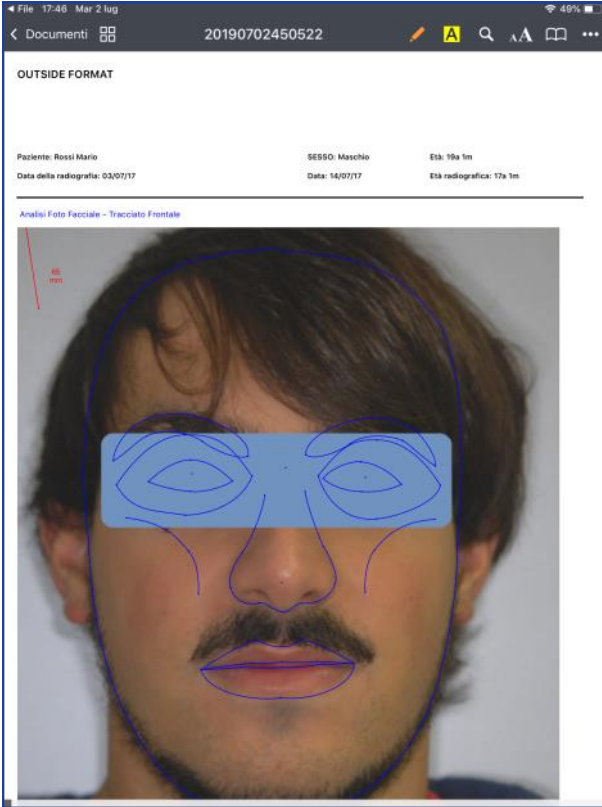 File 17:46 Mar 2 lug 49%
Documenti 20190702450522 A AA
OUTSIDE FORMAT
Paziente: Rossi Mario SESSO: Maschio Età: 19a 1m
Data della radiografia: 03/07/17 Data: 14/07/17 Età radiografica: 17a 1m
Analisi Foto Facciale - Tracciato Frontale
65
mm